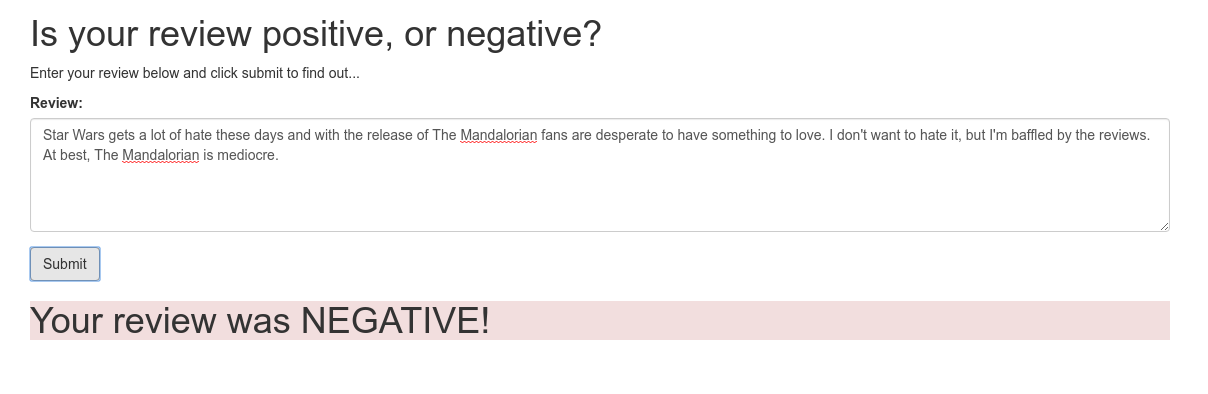 Is your review positive, or negative?
Enter your review below and click submit to find out...
Review:
Star Wars gets a lot of hate these days and with the release of The Mandalorian fans are desperate to have something to love. I don't want to hate it, but I'm baffled by the reviews.
At best, The Mandalorian is mediocre.
Submit
Your review was NEGATIVE!